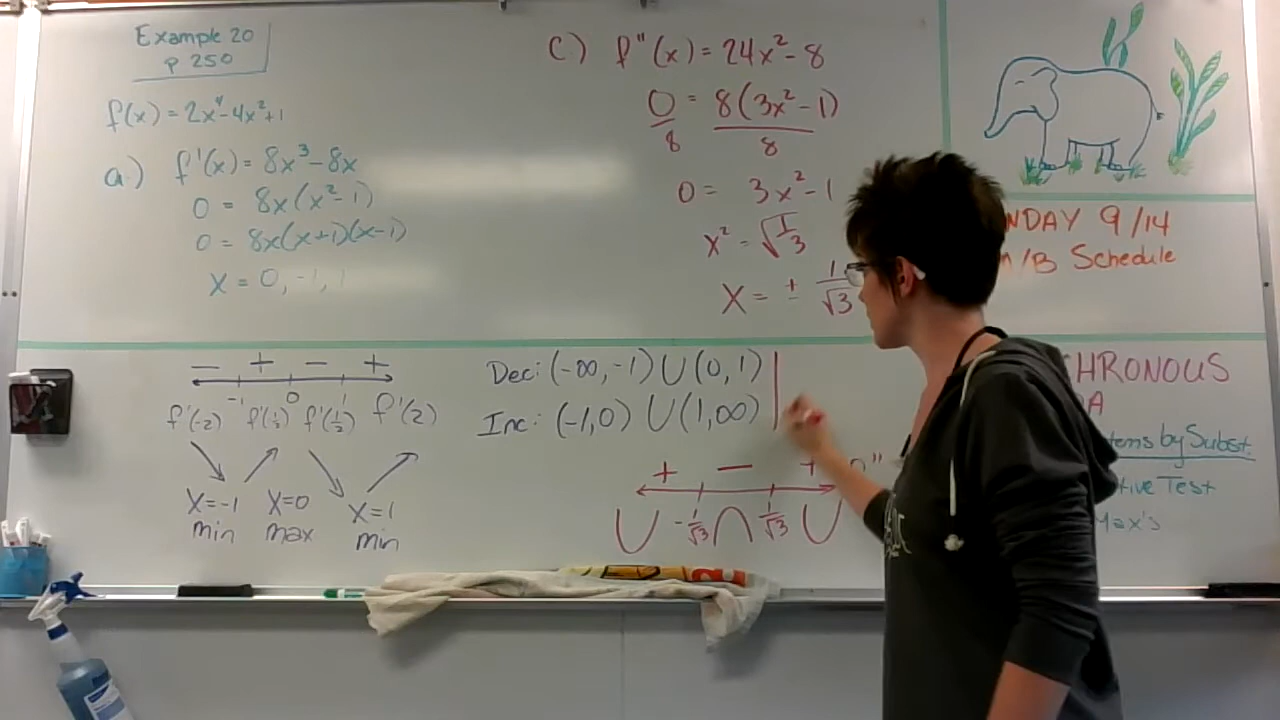 Example 20
p 250
f(x) = 2x⁴-4x²+1
a.) f'(x) = 8x³-8x
0 = 8x(x²-1)
0 = 8x(x+1)(x-1)
x = 0, -1, 1
c) f"(x) = 24x²-8
0/8 = 8(3x²-1)/8
0 = 3x²-1
x² = √1/3
x = ± 1/√3
NDAY 9/14
/B Schedule
CHRONOUS
DA
tems by Subst.
tive Test
Max's
- + - +
-1 0 1
f'(-2) f'(½) f'(½) f'(2)
x=-1 x=0 x=1
min max min
Dec: (-∞,-1)∪(0,1)
Inc: (-1,0) ∪(1,∞)
+ - +
-1/√3 1/√3